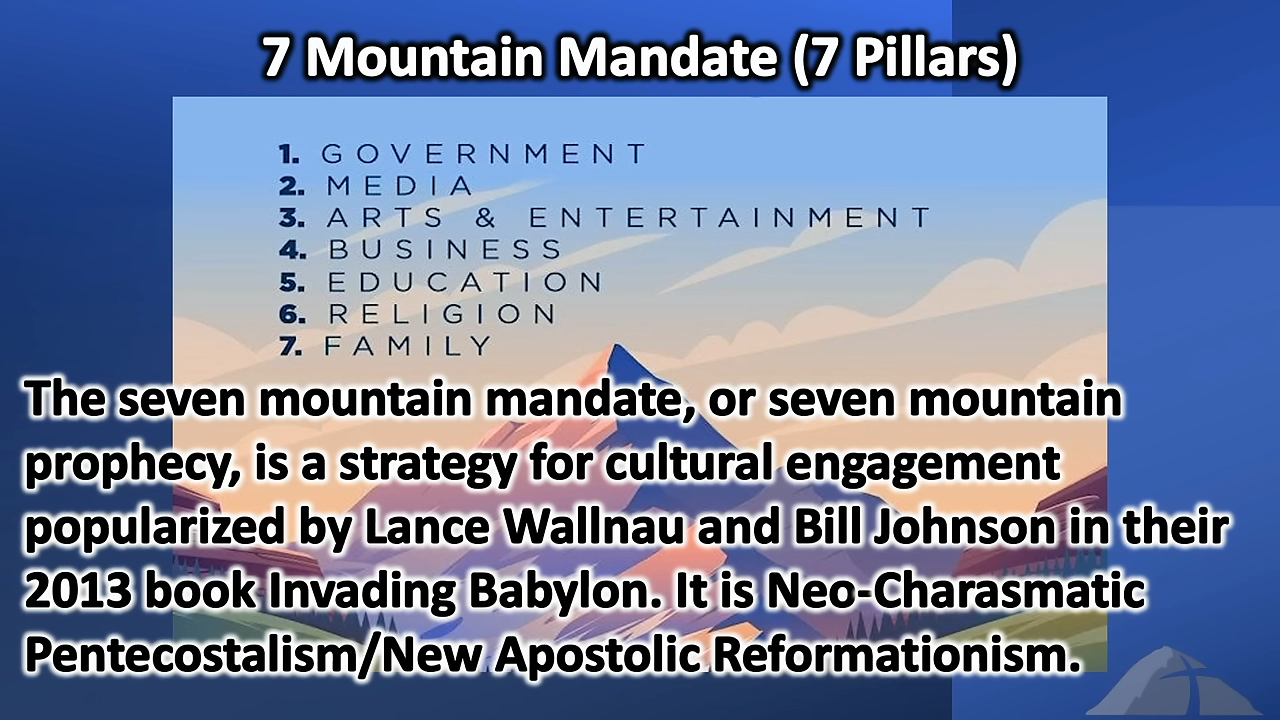 7 Mountain Mandate (7 Pillars)
1. GOVERNMENT
2. MEDIA
3. ARTS & ENTERTAINMENT
4. BUSINESS
5. EDUCATION
6. RELIGION
7. FAMILY
The seven mountain mandate, or seven mountain
prophecy, is a strategy for cultural engagement
popularized by Lance Wallnau and Bill Johnson in their
2013 book Invading Babylon. It is Neo-Charasmatic
Pentecostalism/New Apostolic Reformationism.